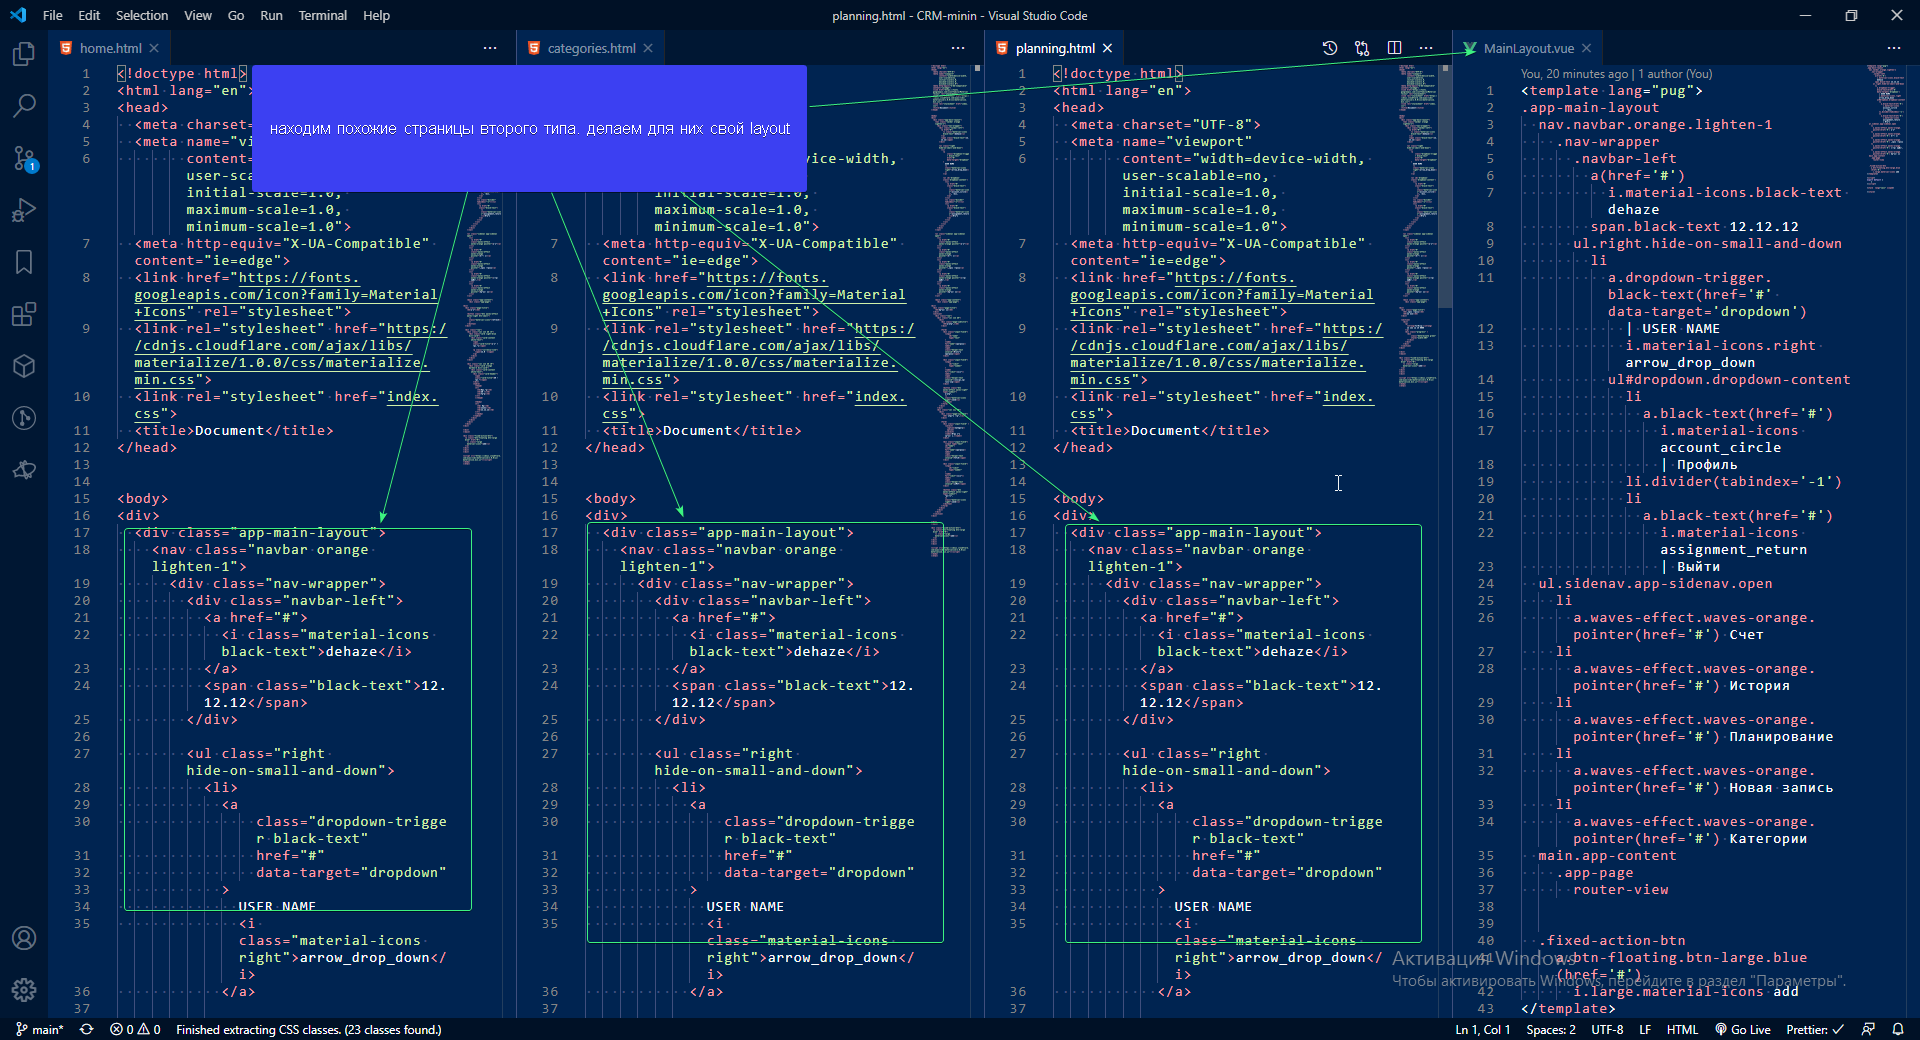 File Edit Selection View Go Run Terminal Help
planning.html - CRM-minin - Visual Studio Code
home.html
1 <!doctype html>
2 <html lang="en">
3 <head>
4 <meta charset=
5 <meta name="vi
6 content=
user-sca
initial-scale=1.0,
maximum-scale=1.0,
minimum-scale=1.0">
7 <meta http-equiv="X-UA-Compatible"
content="ie=edge">
8 <link href="https://fonts.
googleapis.com/icon?family=Material
+Icons" rel="stylesheet">
9 <link rel="stylesheet" href="https:/
/cdnjs.cloudflare.com/ajax/libs/
materialize/1.0.0/css/materialize.
min.css">
10 <link rel="stylesheet" href="index.
css">
11 <title>Document</title>
12 </head>
13
14
15 <body>
16 <div>
17 <div class="app-main-layout">
18 <nav class="navbar orange
lighten-1">
19 <div class="nav-wrapper">
20 <div class="navbar-left">
21 <a href="#">
22 <i class="material-icons
black-text">dehaze</i>
23 </a>
24 <span class="black-text">12.
12.12</span>
25 </div>
26
27 <ul class="right
hide-on-small-and-down">
28 <li>
29 <a
30 class="dropdown-trigge
r black-text"
31 href="#"
32 data-target="dropdown"
33 >
34 USER NAME
35 <i
class="material-icons
right">arrow_drop_down</
i>
36 </a>
37
находим похожие страницы второго типа. делаем для них свой layout
categories.html
vice-width,
initial-scale=1.0,
maximum-scale=1.0,
minimum-scale=1.0">
7 <meta http-equiv="X-UA-Compatible"
content="ie=edge">
8 <link href="https://fonts.
googleapis.com/icon?family=Material
+Icons" rel="stylesheet">
9 <link rel="stylesheet" href="https:/
/cdnjs.cloudflare.com/ajax/libs/
materialize/1.0.0/css/materialize.
min.css">
10 <link rel="stylesheet" href="index.
css">
11 <title>Document</title>
12 </head>
13
14
15 <body>
16 <div>
17 <div class="app-main-layout">
18 <nav class="navbar orange
lighten-1">
19 <div class="nav-wrapper">
20 <div class="navbar-left">
21 <a href="#">
22 <i class="material-icons
black-text">dehaze</i>
23 </a>
24 <span class="black-text">12.
12.12</span>
25 </div>
26
27 <ul class="right
hide-on-small-and-down">
28 <li>
29 <a
30 class="dropdown-trigge
r black-text"
31 href="#"
32 data-target="dropdown"
33 >
34 USER NAME
35 <i
class="material-icons
right">arrow_drop_down</
i>
36 </a>
37
planning.html
1 <!doctype html>
2 <html lang="en">
3 <head>
4 <meta charset="UTF-8">
5 <meta name="viewport"
6 content="width=device-width,
user-scalable=no,
initial-scale=1.0,
maximum-scale=1.0,
minimum-scale=1.0">
7 <meta http-equiv="X-UA-Compatible"
content="ie=edge">
8 <link href="https://fonts.
googleapis.com/icon?family=Material
+Icons" rel="stylesheet">
9 <link rel="stylesheet" href="https:/
/cdnjs.cloudflare.com/ajax/libs/
materialize/1.0.0/css/materialize.
min.css">
10 <link rel="stylesheet" href="index.
css">
11 <title>Document</title>
12 </head>
13
14
15 <body>
16 <div>
17 <div class="app-main-layout">
18 <nav class="navbar orange
lighten-1">
19 <div class="nav-wrapper">
20 <div class="navbar-left">
21 <a href="#">
22 <i class="material-icons
black-text">dehaze</i>
23 </a>
24 <span class="black-text">12.
12.12</span>
25 </div>
26
27 <ul class="right
hide-on-small-and-down">
28 <li>
29 <a
30 class="dropdown-trigge
r black-text"
31 href="#"
32 data-target="dropdown"
33 >
34 USER NAME
35 <i
class="material-icons
right">arrow_drop_down</
i>
36 </a>
37
MainLayout.vue
You, 20 minutes ago | 1 author (You)
1 <template lang="pug">
2 .app-main-layout
3 nav.navbar.orange.lighten-1
4 .nav-wrapper
5 .navbar-left
6 a(href='#')
7 i.material-icons.black-text
dehaze
8 span.black-text 12.12.12
9 ul.right.hide-on-small-and-down
10 li
11 a.dropdown-trigger.
black-text(href='#'
data-target='dropdown')
12 | USER NAME
13 i.material-icons.right
arrow_drop_down
14 ul#dropdown.dropdown-content
15 li
16 a.black-text(href='#')
17 i.material-icons
account_circle
18 | Профиль
19 li.divider(tabindex='-1')
20 li
21 a.black-text(href='#')
22 i.material-icons
assignment_return
23 | Выйти
24 ul.sidenav.app-sidenav.open
25 li
26 a.waves-effect.waves-orange.
pointer(href='#') Счет
27 li
28 a.waves-effect.waves-orange.
pointer(href='#') История
29 li
30 a.waves-effect.waves-orange.
pointer(href='#') Планирование
31 li
32 a.waves-effect.waves-orange.
pointer(href='#') Новая запись
33 li
34 a.waves-effect.waves-orange.
pointer(href='#') Категории
35 main.app-content
36 .app-page
37 router-view
38
39
40 .fixed-action-btn
41 a.btn-floating.btn-large.blue
(href='#')
42 i.large.material-icons add
43 </template>
Активация Windows
Чтобы активировать Windows, перейдите в раздел "Параметры".
1
main* 0 0 Finished extracting CSS classes. (23 classes found.)
Ln 1, Col 1 Spaces: 2 UTF-8 LF HTML Go Live Prettier: ✓